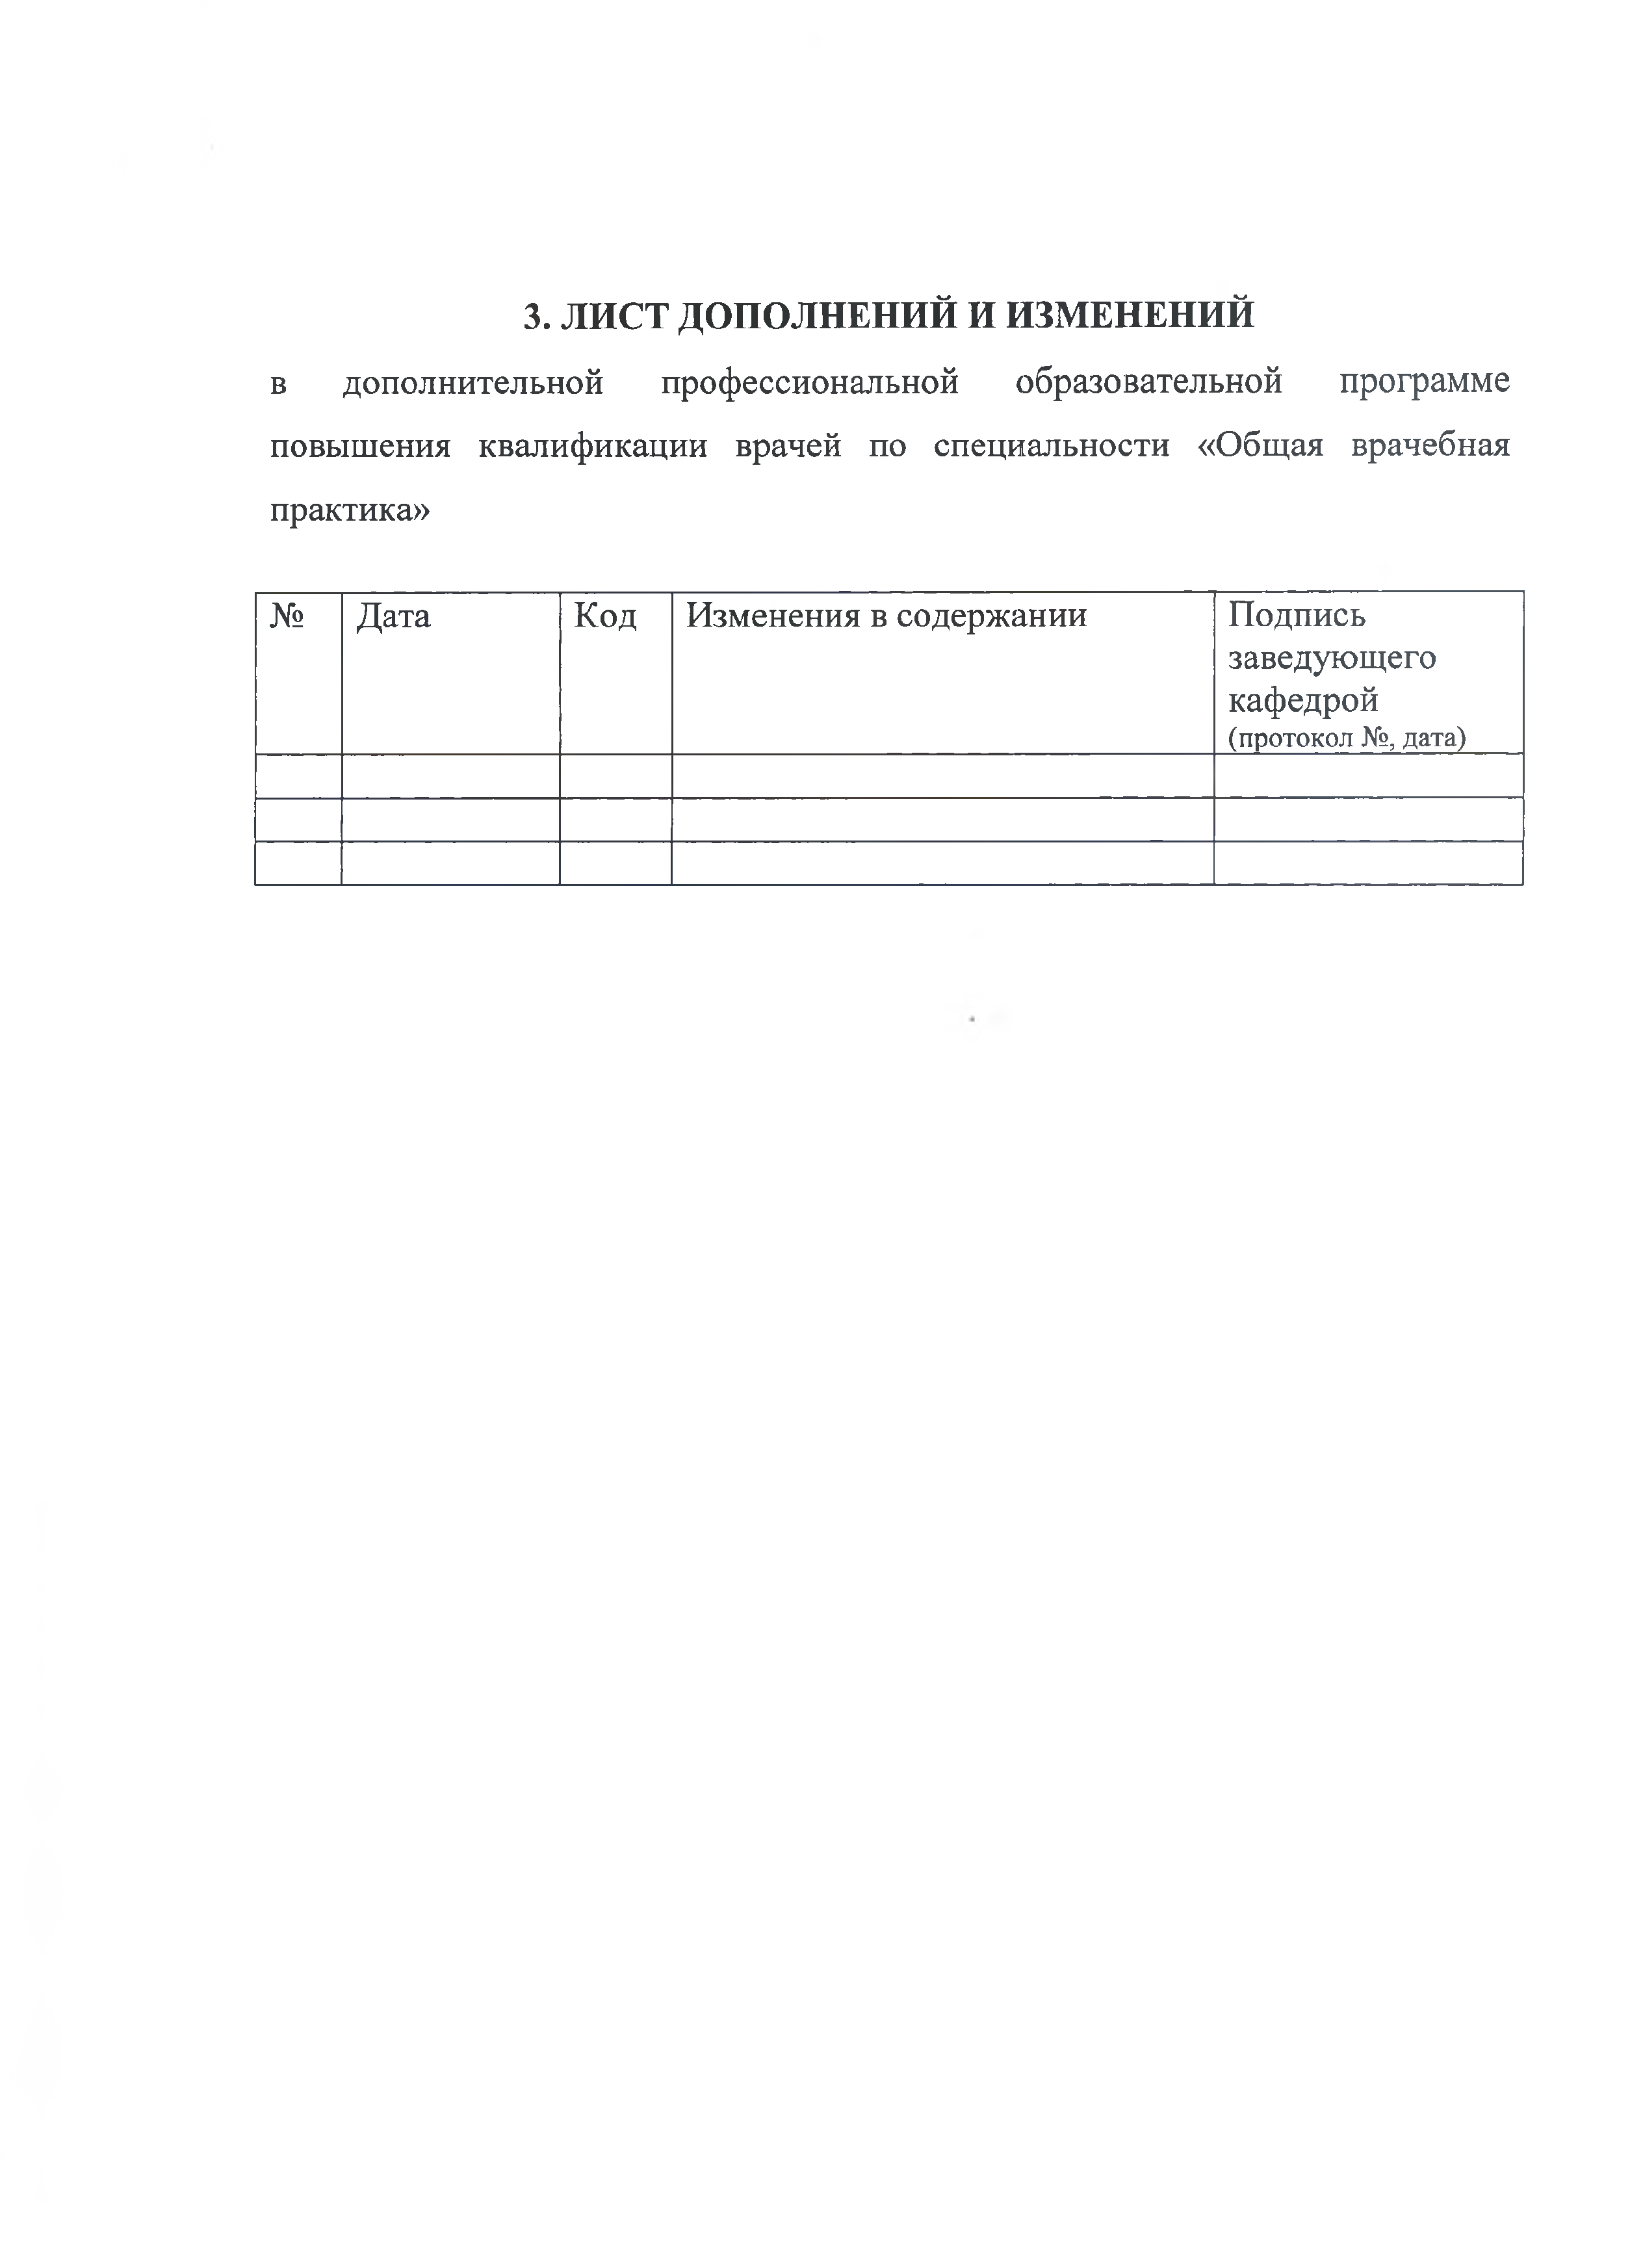 3. ЛИСТ ДОПОЛНЕНИЙ И ИЗМЕНЕНИЙ
в дополнительной профессиональной образовательной программе
повышения квалификации врачей по специальности «Общая врачебная
практика»
№ Дата Код Изменения в содержании Подпись
заведующего
кафедрой
(протокол №, дата)